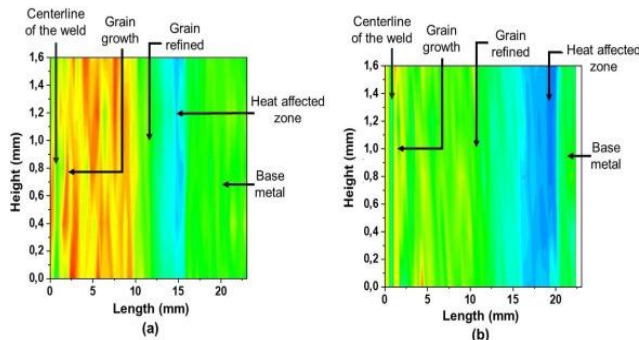 Centerline
of the weld
Grain
growth
Grain
refined
Heat affected
zone
Base
metal
Height (mm)
1,6
1,4
1,2
1,0
0,8
0,6
0,4
0,2
0,0
0 5 10 15 20
Length (mm)
(a)
Centerline
of the weld
Grain
growth
Grain
refined
Heat affected
zone
Base
metal
Height (mm)
1,6
1,4
1,2
1,0
0,8
0,6
0,4
0,2
0,0
0 5 10 15 20
Length (mm)
(b)